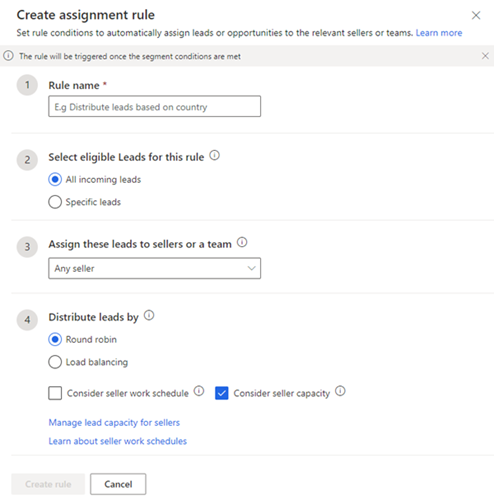 Create assignment rule
Set rule conditions to automatically assign leads or opportunities to the relevant sellers or teams. Learn more
The rule will be triggered once the segment conditions are met
1 Rule name *
E.g Distribute leads based on country
2 Select eligible Leads for this rule
All incoming leads
Specific leads
3 Assign these leads to sellers or a team
Any seller
4 Distribute leads by
Round robin
Load balancing
Consider seller work schedule Consider seller capacity
Manage lead capacity for sellers
Learn about seller work schedules
Create rule Cancel